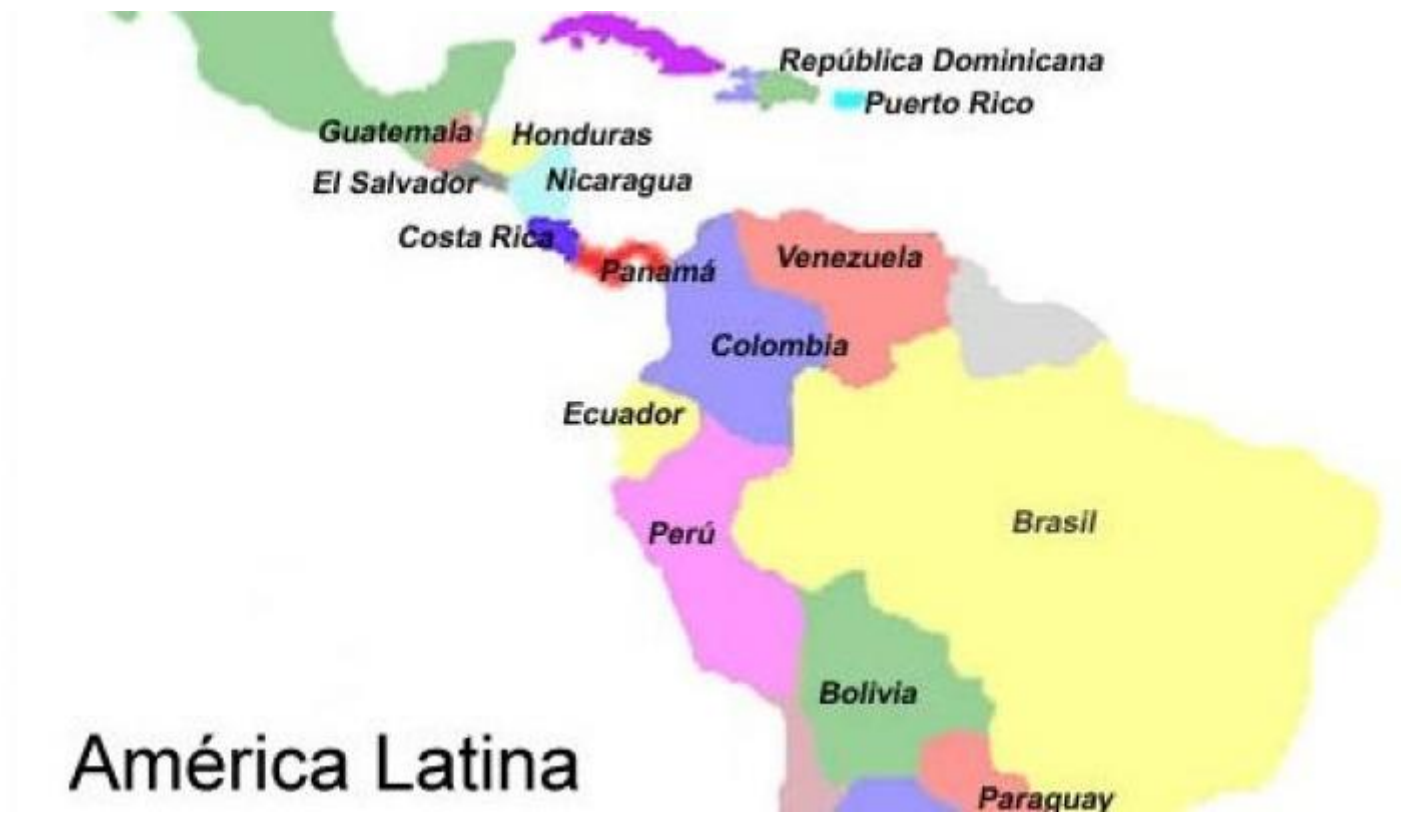 República Dominicana
Puerto Rico
Guatemala
Honduras
El Salvador
Nicaragua
Costa Rica
Panamá
Venezuela
Colombia
Ecuador
Perú
Brasil
Bolivia
América Latina
Paraguay